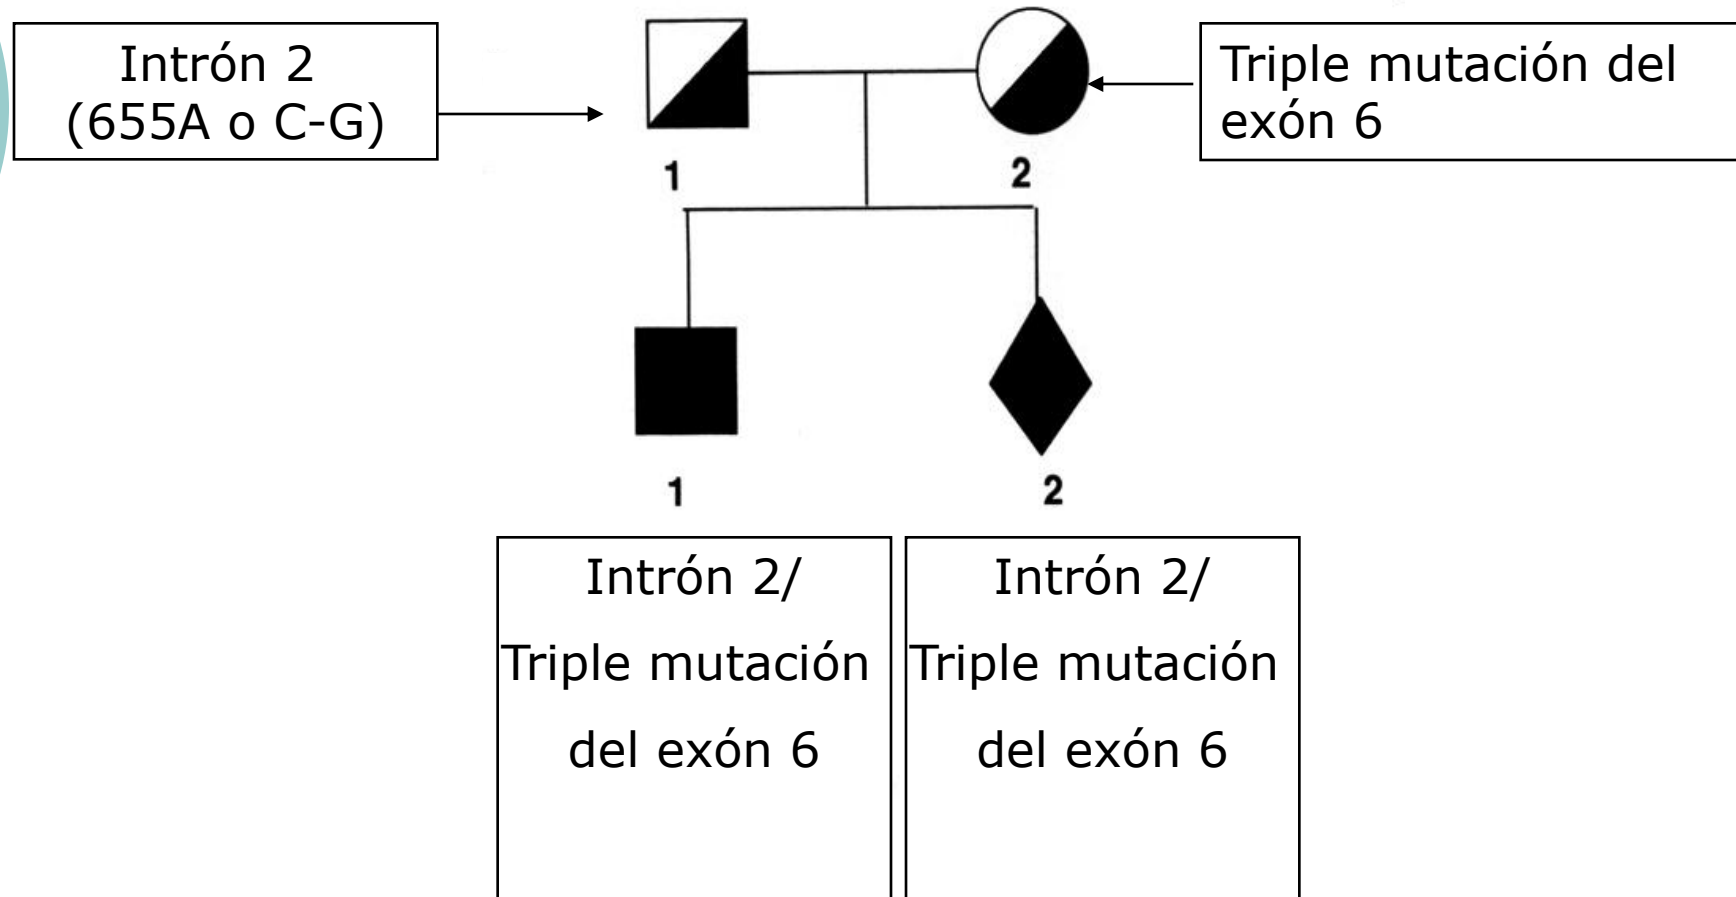 Intrón 2
(655A o C-G)
Triple mutación del
exón 6
1
2
1
2
Intrón 2/
Triple mutación
del exón 6
Intrón 2/
Triple mutación
del exón 6